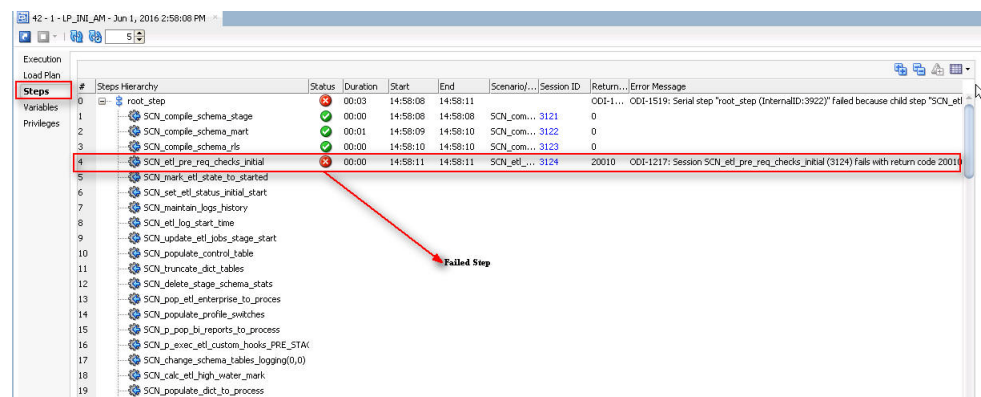 42 - 1 - LP_INI_AM - Jun 1, 2016 2:58:08 PM
5
Execution
Load Plan
Steps
Variables
Privileges
# Steps Hierarchy Status Duration Start End Scenario/... Session ID Return... Error Message
0 root_step 00:03 14:58:08 14:58:11 ODI-1... ODI-1519: Serial step "root_step (InternalID:3922)" failed because child step "SCN_etl
1 SCN_compile_schema_stage 00:00 14:58:08 14:58:08 SCN_com... 3121 0
2 SCN_compile_schema_mart 00:01 14:58:09 14:58:10 SCN_com... 3122 0
3 SCN_compile_schema_rls 00:00 14:58:10 14:58:10 SCN_com... 3123 0
4 SCN_etl_pre_req_checks_initial 00:00 14:58:11 14:58:11 SCN_etl_... 3124 20010 ODI-1217: Session SCN_etl_pre_req_checks_initial (3124) fails with return code 20010
5 SCN_mark_etl_state_to_started
6 SCN_set_etl_status_initial_start
7 SCN_maintain_logs_history
8 SCN_etl_log_start_time
9 SCN_update_etl_jobs_stage_start
10 SCN_populate_control_table
Failed Step
11 SCN_truncate_dict_tables
12 SCN_delete_stage_schema_stats
13 SCN_pop_etl_enterprise_to_proces
14 SCN_populate_profile_switches
15 SCN_p_pop_bi_reports_to_process
16 SCN_p_exec_etl_custom_hooks_PRE_STA(
17 SCN_change_schema_tables_logging(0,0)
18 SCN_calc_etl_high_water_mark
19 SCN_populate_dict_to_process